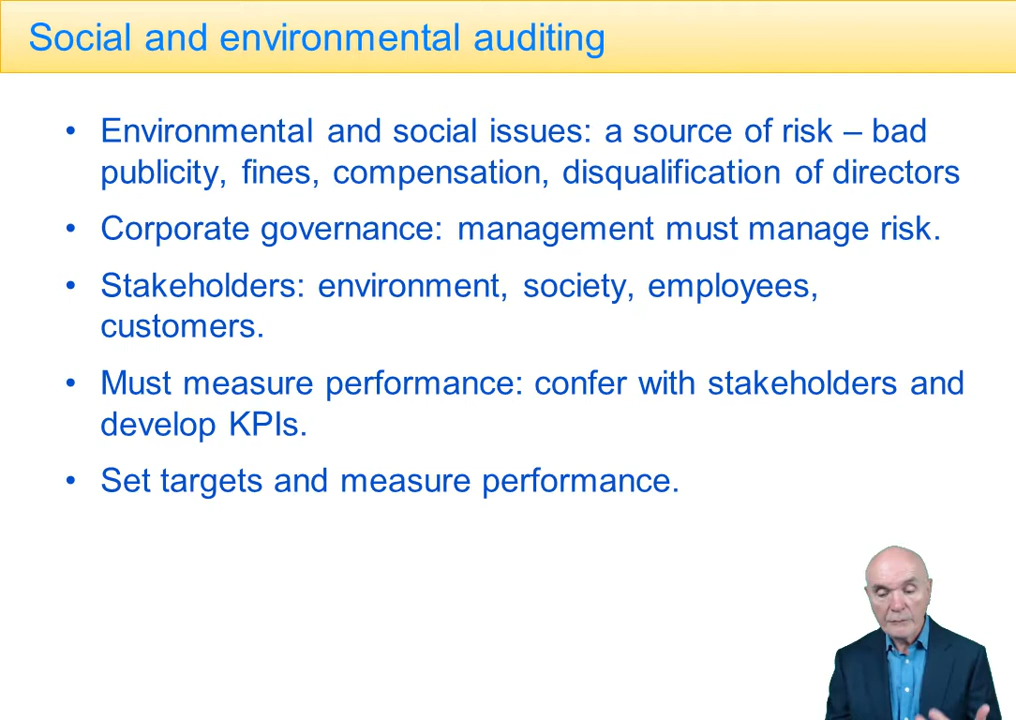 Social and environmental auditing
• Environmental and social issues: a source of risk – bad
publicity, fines, compensation, disqualification of directors
• Corporate governance: management must manage risk.
• Stakeholders: environment, society, employees,
customers.
• Must measure performance: confer with stakeholders and
develop KPIs.
• Set targets and measure performance.